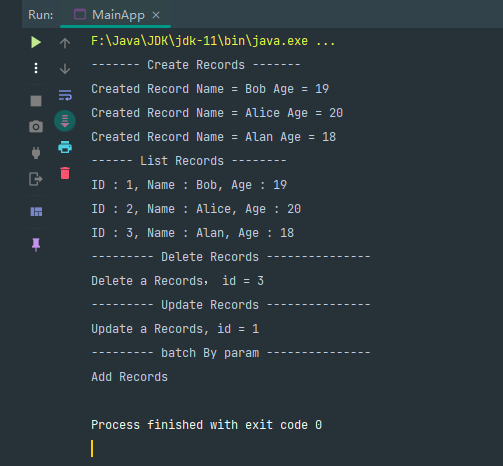 Run: MainApp ×
F:\Java\JDK\jdk-11\bin\java.exe ...
------- Create Records -------
Created Record Name = Bob Age = 19
Created Record Name = Alice Age = 20
Created Record Name = Alan Age = 18
------ List Records --------
ID : 1, Name : Bob, Age : 19
ID : 2, Name : Alice, Age : 20
ID : 3, Name : Alan, Age : 18
--------- Delete Records ---------------
Delete a Records， id = 3
--------- Update Records ---------------
Update a Records, id = 1
--------- batch By param ---------------
Add Records
Process finished with exit code 0